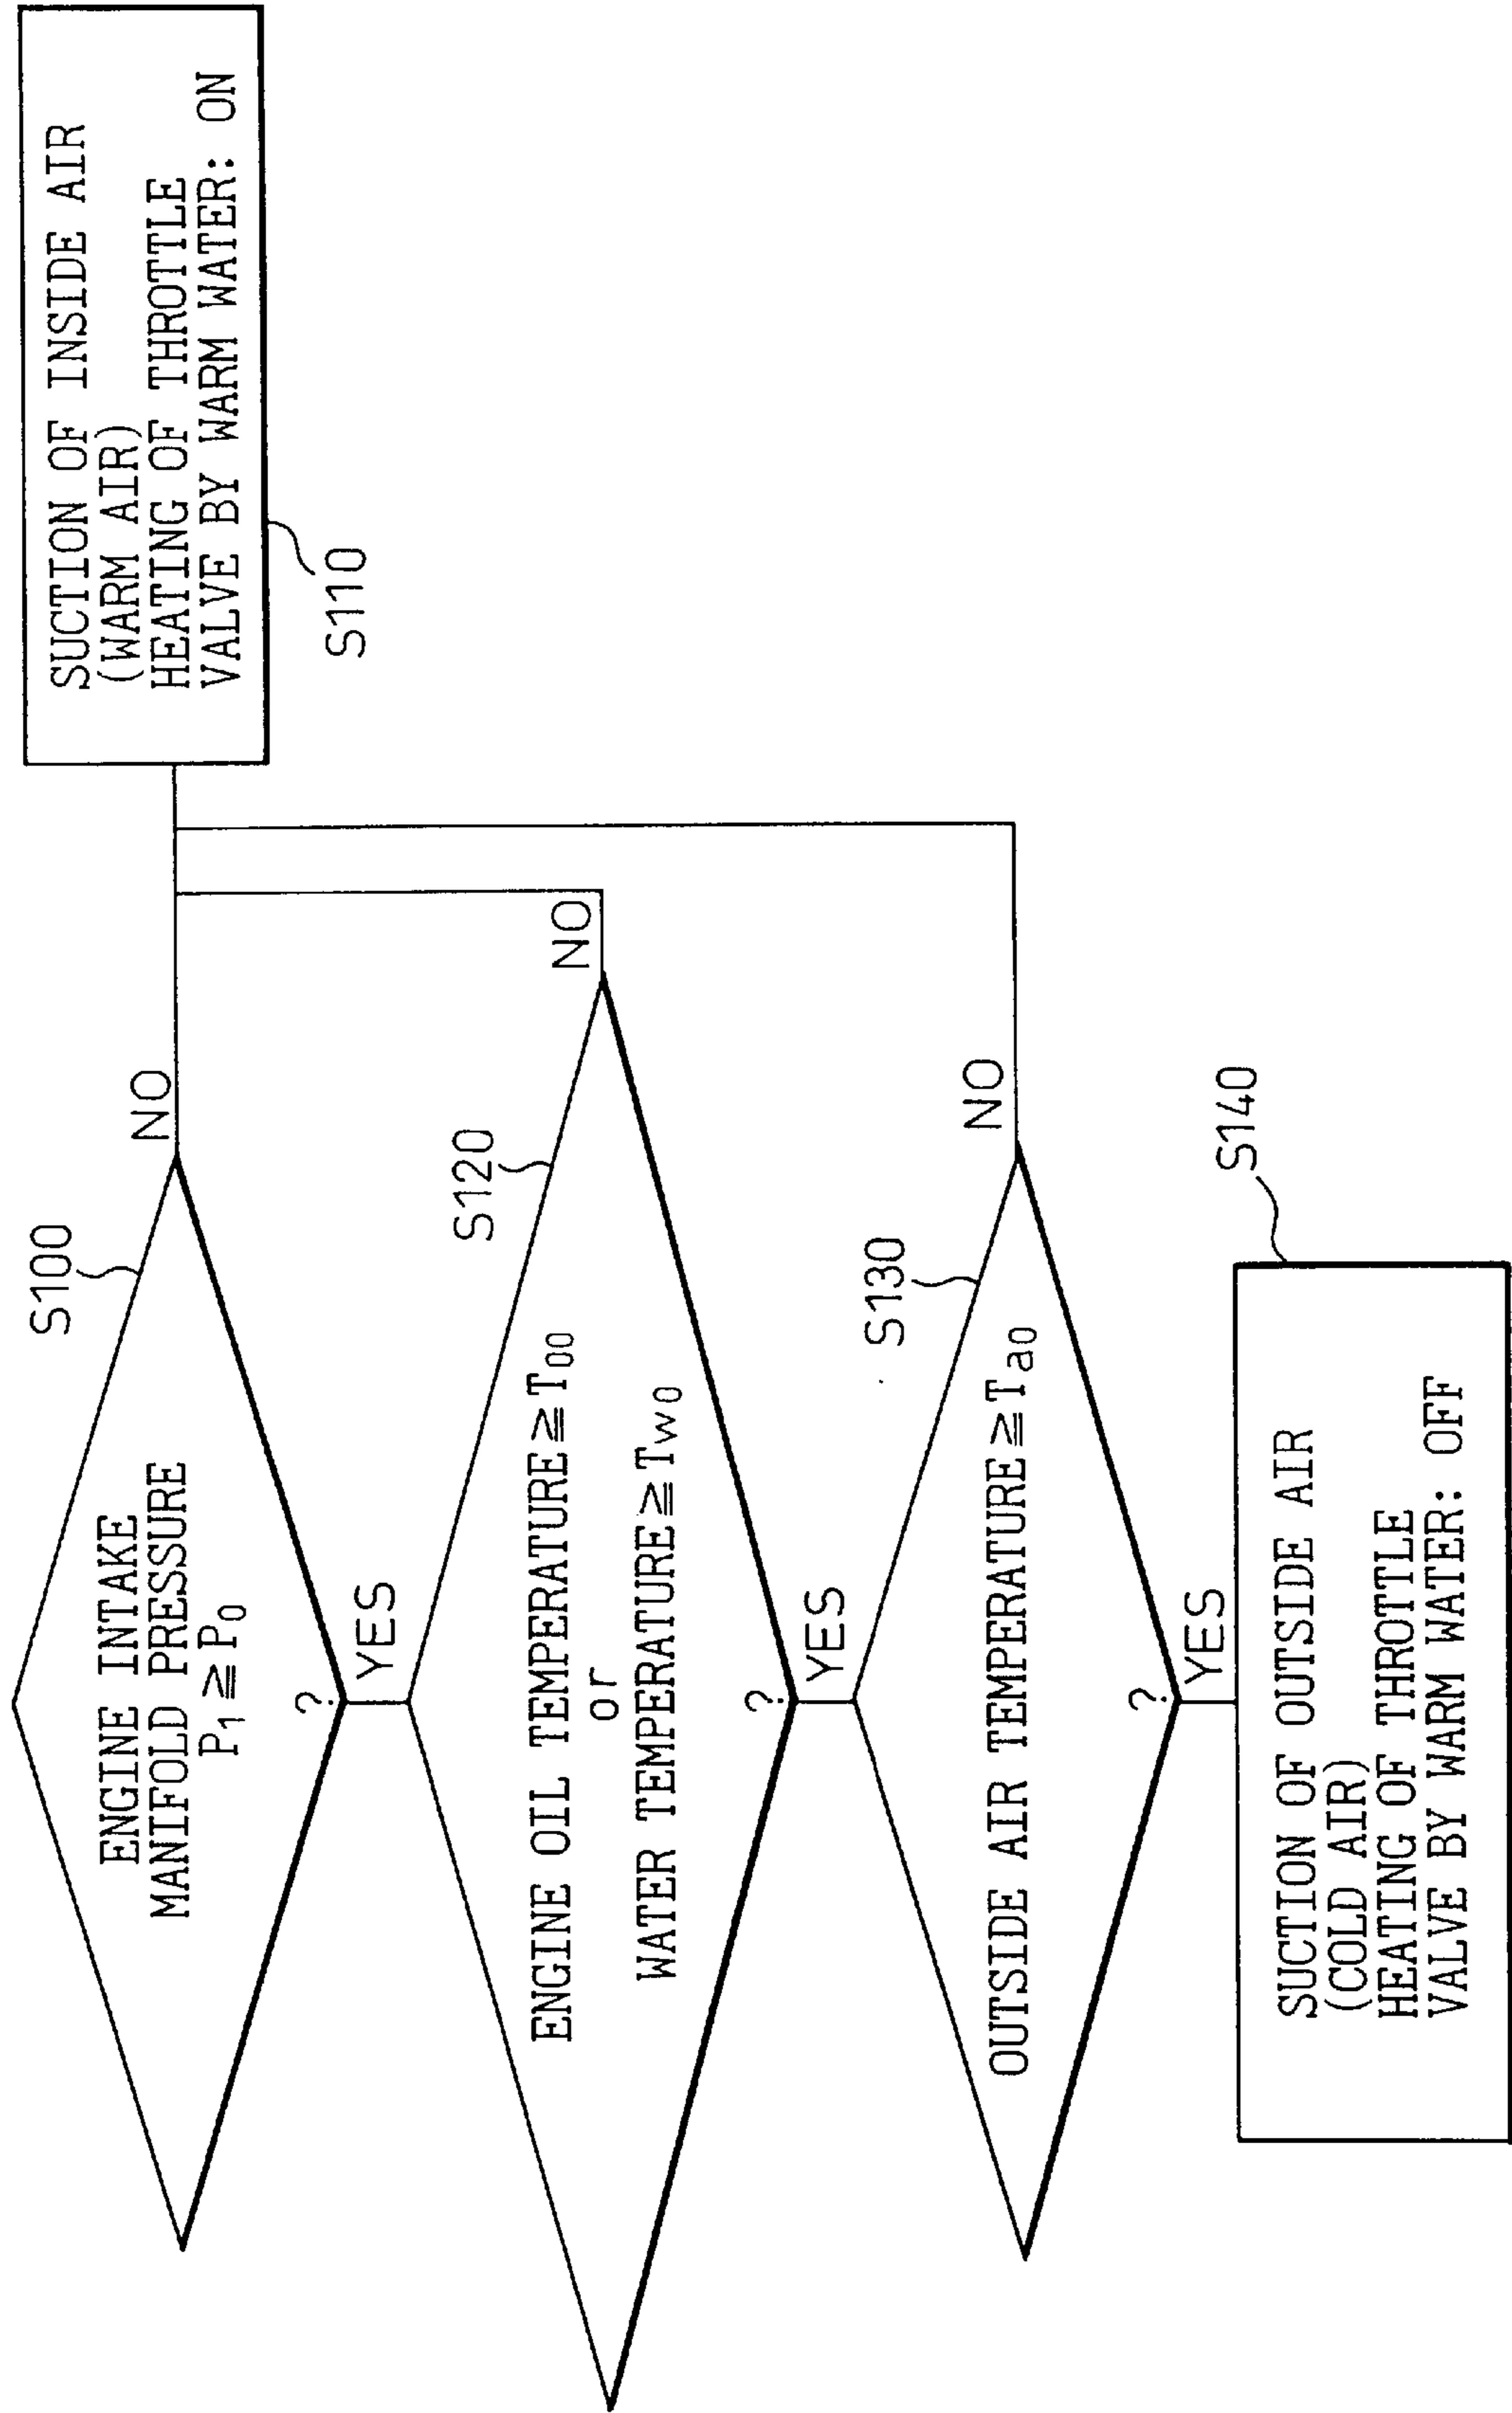 S100
ENGINE INTAKE
MANIFOLD PRESSURE
P1 ≧ P0
?
NO
YES
SUCTION OF INSIDE AIR
(WARM AIR)
HEATING OF THROTTLE
VALVE BY WARM WATER: ON
S110
S120
ENGINE OIL TEMPERATURE ≧ T00
or
WATER TEMPERATURE ≧ Tw0
?
NO
YES
S130
OUTSIDE AIR TEMPERATURE ≧ Ta0
?
NO
YES
S140
SUCTION OF OUTSIDE AIR
(COLD AIR)
HEATING OF THROTTLE
VALVE BY WARM WATER: OFF